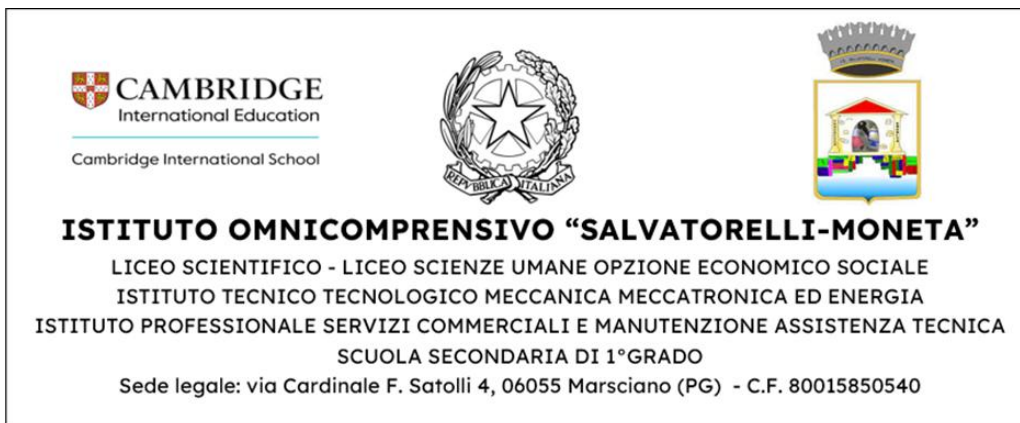 CAMBRIDGE
International Education
Cambridge International School
REPVBBLICA ITALIANA
ISTITUTO OMNICOMPRENSIVO “SALVATORELLI-MONETA”
LICEO SCIENTIFICO - LICEO SCIENZE UMANE OPZIONE ECONOMICO SOCIALE
ISTITUTO TECNICO TECNOLOGICO MECCANICA MECCATRONICA ED ENERGIA
ISTITUTO PROFESSIONALE SERVIZI COMMERCIALI E MANUTENZIONE ASSISTENZA TECNICA
SCUOLA SECONDARIA DI 1°GRADO
Sede legale: via Cardinale F. Satolli 4, 06055 Marsciano (PG) - C.F. 80015850540